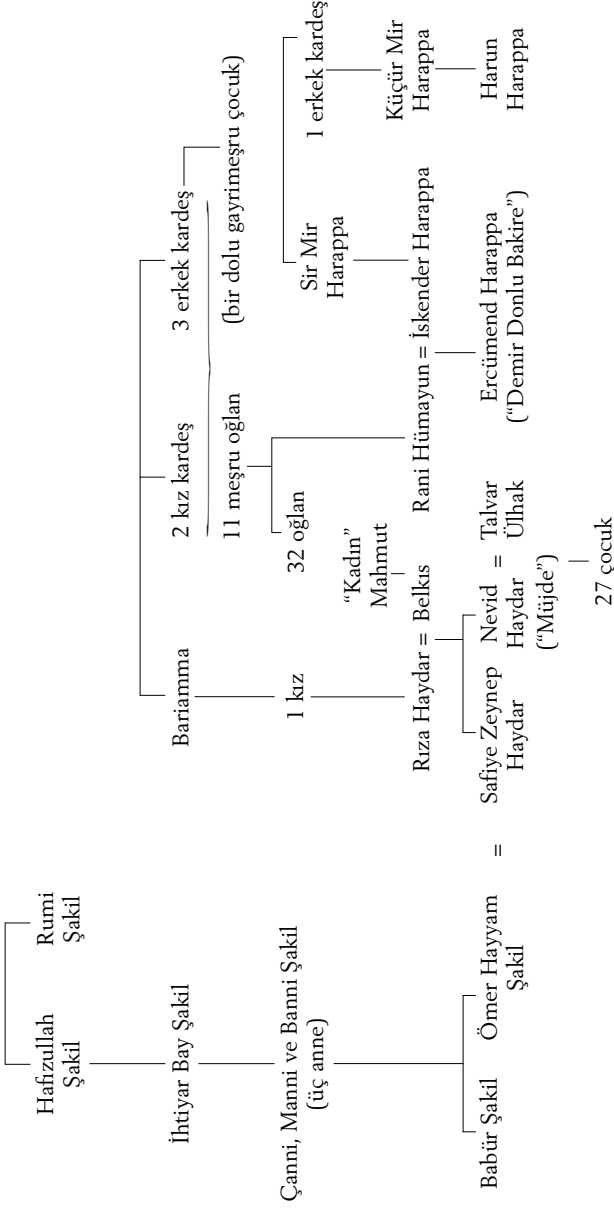 Hafızullah
Şakil
Rumi
Şakil
İhtiyar Bay Şakil
Çanni, Manni ve Banni Şakil
(üç anne)
Babür Şakil
Ömer Hayyam
Şakil
=
Bariamma
2 kız kardeş
3 erkek kardeş
11 meşru oğlan
(bir dolu gayrimeşru çocuk)
1 kız
32 oğlan
Sir Mir
Harappa
1 erkek kardeş
"Kadın"
Mahmut
Küçür Mir
Harappa
Rıza Haydar = Belkıs
Rani Hümayun = İskender Harappa
Safiye Zeynep
Haydar
Nevid
Haydar
("Müjde")
=
Talvar
Ülhak
Ercümend Harappa
("Demir Donlu Bakire")
Harun
Harappa
27 çocuk